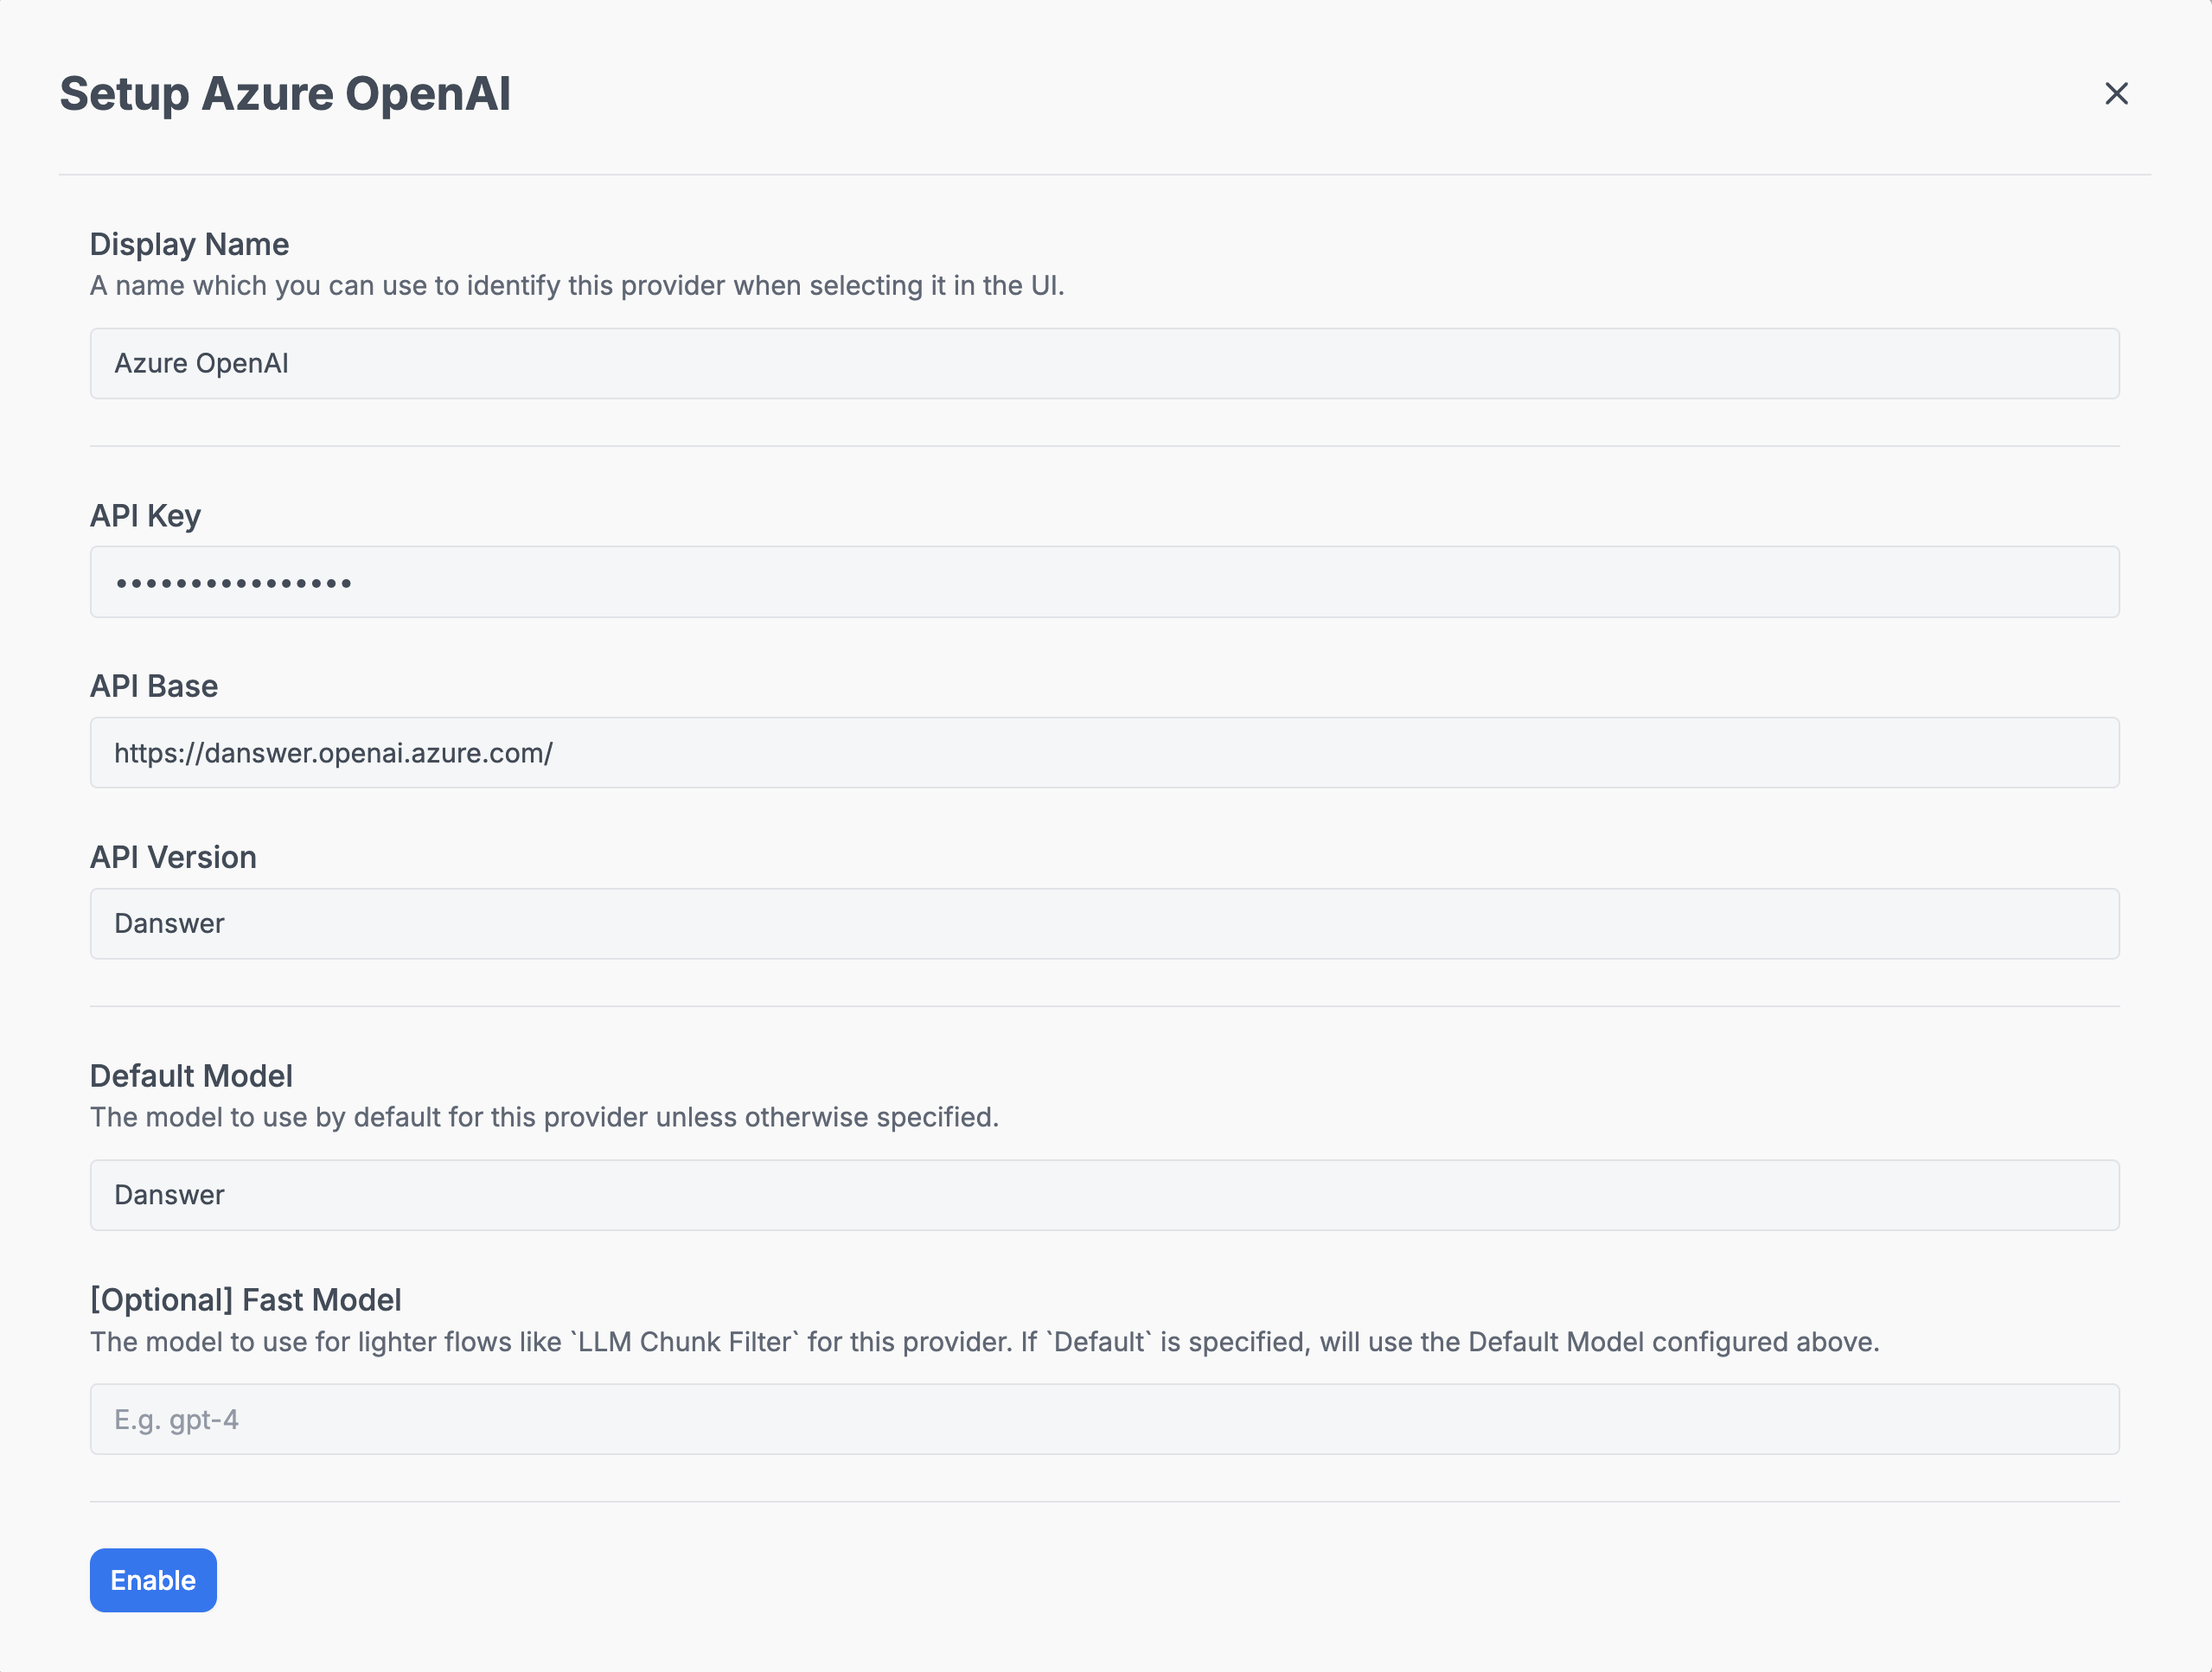 Setup Azure OpenAI
Display Name
A name which you can use to identify this provider when selecting it in the UI.
Azure OpenAI
API Key
••••••••••••••••
API Base
https://danswer.openai.azure.com/
API Version
Danswer
Default Model
The model to use by default for this provider unless otherwise specified.
Danswer
[Optional] Fast Model
The model to use for lighter flows like `LLM Chunk Filter` for this provider. If `Default` is specified, will use the Default Model configured above.
E.g. gpt-4
Enable